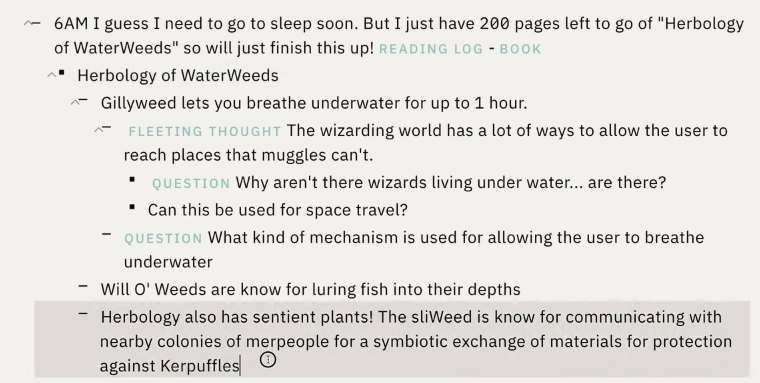 6AM I guess I need to go to sleep soon. But I just have 200 pages left to go of "Herbology
of WaterWeeds" so will just finish this up! READING LOG - BOOK
Herbology of WaterWeeds
Gillyweed lets you breathe underwater for up to 1 hour.
FLEETING THOUGHT The wizarding world has a lot of ways to allow the user to
reach places that muggles can't.
QUESTION Why aren't there wizards living under water... are there?
Can this be used for space travel?
QUESTION What kind of mechanism is used for allowing the user to breathe
underwater
Will O' Weeds are know for luring fish into their depths
Herbology also has sentient plants! The sliWeed is know for communicating with
nearby colonies of merpeople for a symbiotic exchange of materials for protection
against Kerpuffles